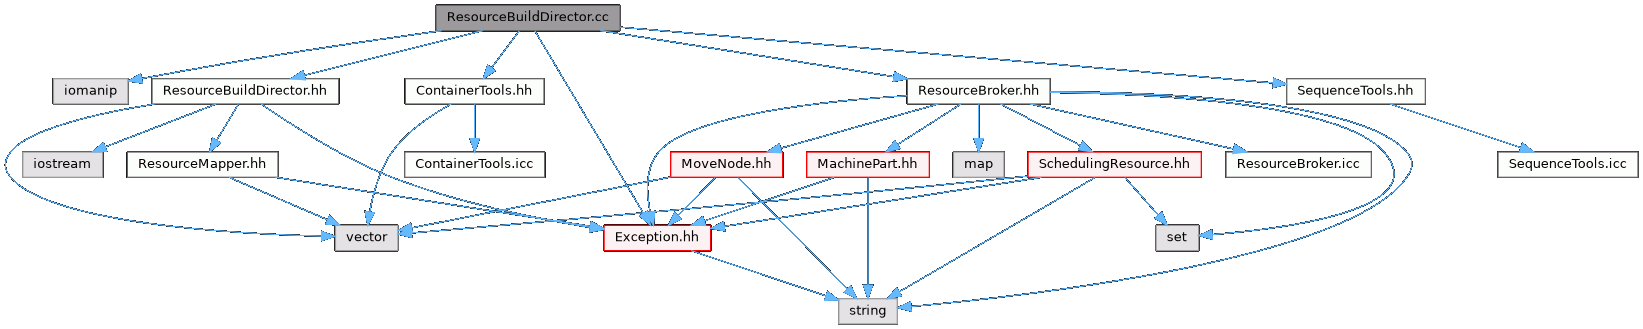 ResourceBuildDirector.cc
iomanip
ResourceBuildDirector.hh
ContainerTools.hh
ResourceBroker.hh
SequenceTools.hh
iostream
ResourceMapper.hh
ContainerTools.icc
MoveNode.hh
MachinePart.hh
map
SchedulingResource.hh
ResourceBroker.icc
SequenceTools.icc
vector
Exception.hh
set
string